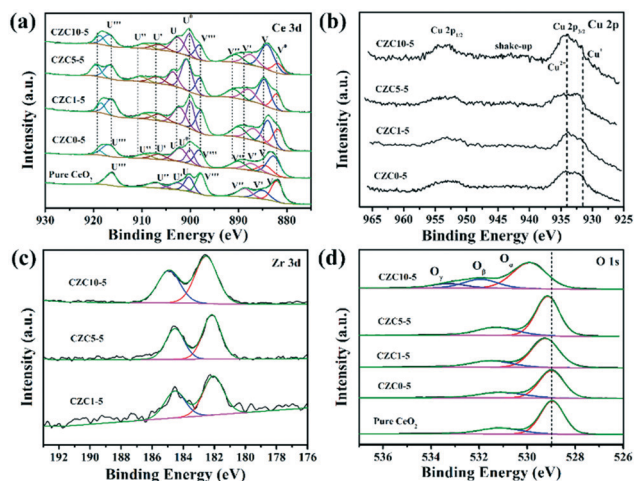 (a)
Ce 3d
CZC10-5
CZC5-5
CZC1-5
CZC0-5
Pure CeO₂
U'''
U''
U'
U
U⁰
V'''
V''
V'
V
V⁰
U'''
U''
U'
U
U⁰
V'''
V''
V'
V
U'''
U''
U'
U
V'''
V''
V'
V
Intensity (a.u.)
930 920 910 900 890 880
Binding Energy (eV)
(b)
Cu 2p
Cu 2p₁/₂
Cu 2p₃/₂
shake-up
Cu²⁺
Cu⁺
CZC10-5
CZC5-5
CZC1-5
CZC0-5
Intensity (a.u.)
965 955 945 934 925
Binding Energy (eV)
(c)
Zr 3d
CZC10-5
CZC5-5
CZC1-5
Intensity (a.u.)
192 190 188 186 184 182 180 178 176
Binding Energy (eV)
(d)
O 1s
Oγ
Oβ
Oα
CZC10-5
CZC5-5
CZC1-5
CZC0-5
Pure CeO₂
Intensity (a.u.)
536 534 532 530 528 526
Binding Energy (eV)